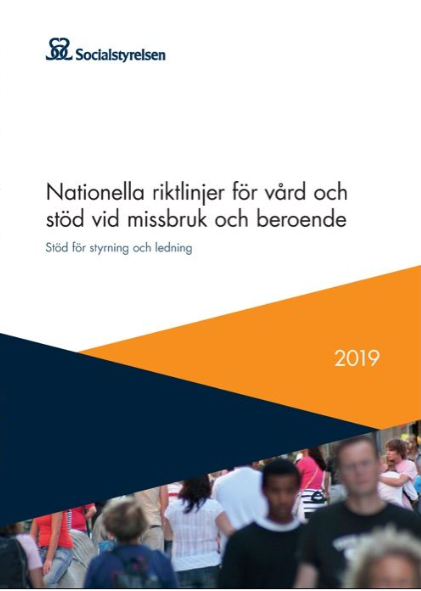 Socialstyrelsen
Nationella riktlinjer för vård och
stöd vid missbruk och beroende
Stöd för styrning och ledning
2019